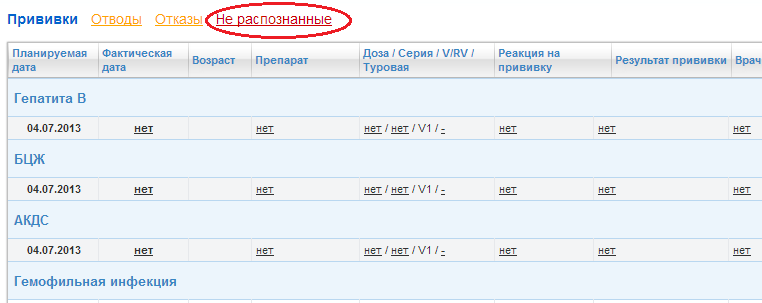 Прививки Отводы Отказы Не распознанные
Планируемая дата Фактическая дата Возраст Препарат Доза / Серия / V/RV / Туровая Реакция на прививку Результат прививки Врач
Гепатита В
04.07.2013 нет нет нет / нет / V1 / - нет нет нет
БЦЖ
04.07.2013 нет нет нет / нет / V1 / - нет нет нет
АКДС
04.07.2013 нет нет нет / нет / V1 / - нет нет нет
Гемофильная инфекция